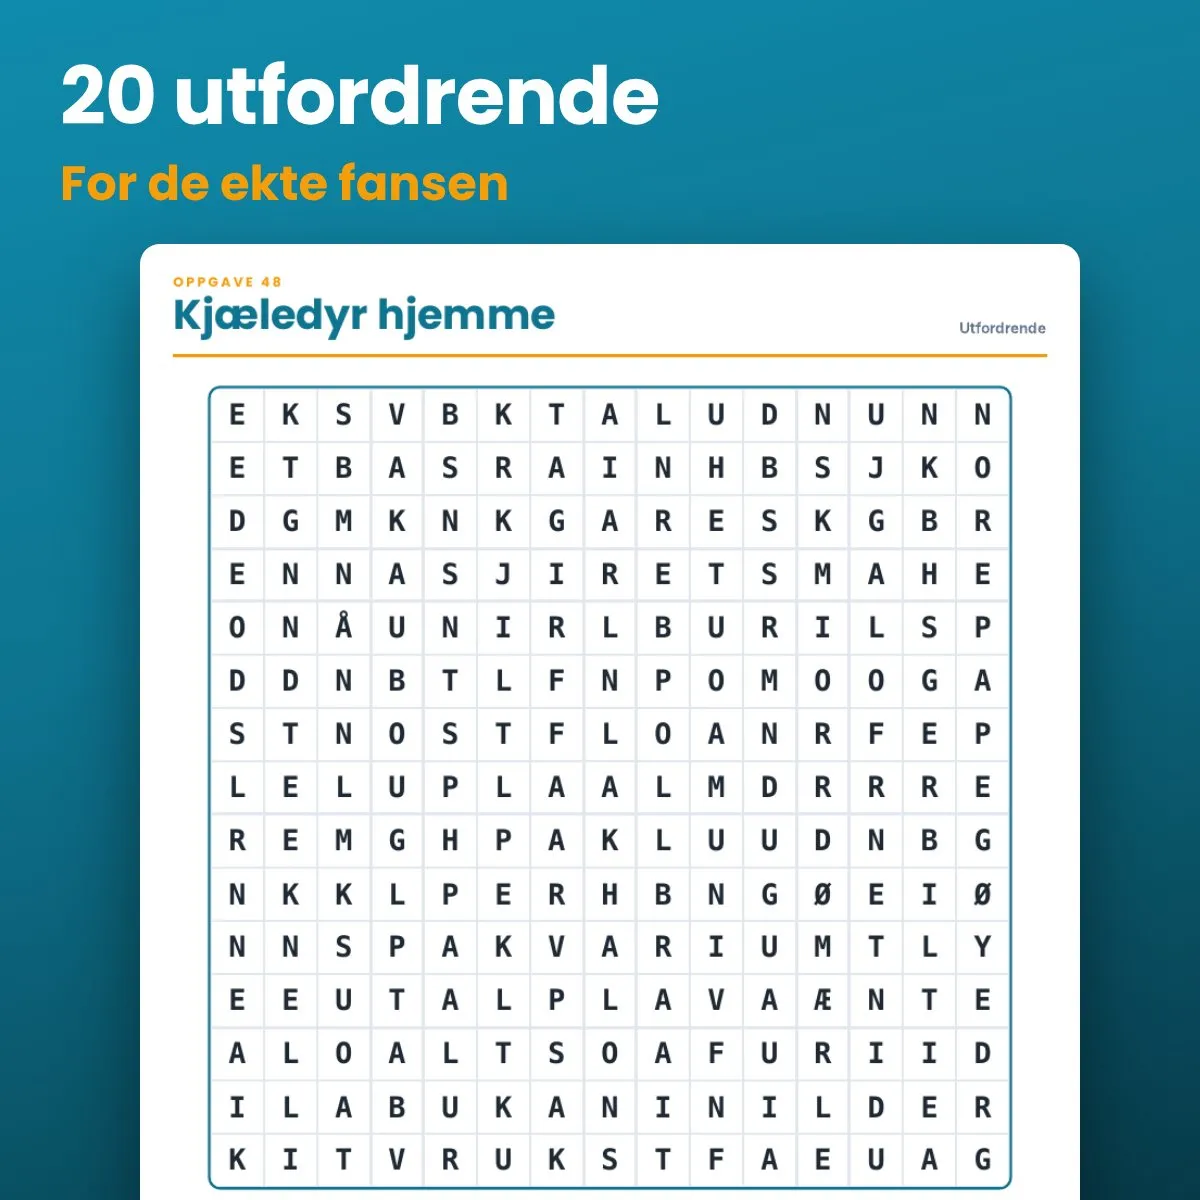 20 utfordrende
For de ekte fansen
OPPGAVE 48
Kjæledyr hjemme
Utfordrende
E K S V B K T A L U D N U N N
E T B A S R A I N H B S J K O
D G M K N K G A R E S K G B R
E N N A S J I R E T S M A H E
O N Å U N I R L B U R I L S P
D D N B T L F N P O M O O G A
S T N O S T F L O A N R F E P
L E L U P L A A L M D R R R E
R E M G H P A K L U U D N B G
N K K L P E R H B N G Ø E I Ø
N N S P A K V A R I U M T L Y
E E U T A L P L A V A Æ N T E
A L O A L T S O A F U R I I D
I L A B U K A N I N I L D E R
K I T V R U K S T F A E U A G